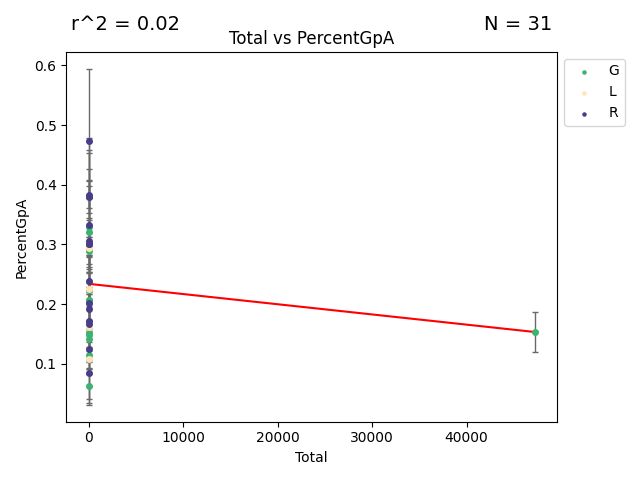 r^2 = 0.02
N = 31
Total vs PercentGpA
G
L
R
0.6
0.5
0.4
0.3
0.2
0.1
PercentGpA
0
10000
20000
30000
40000
Total